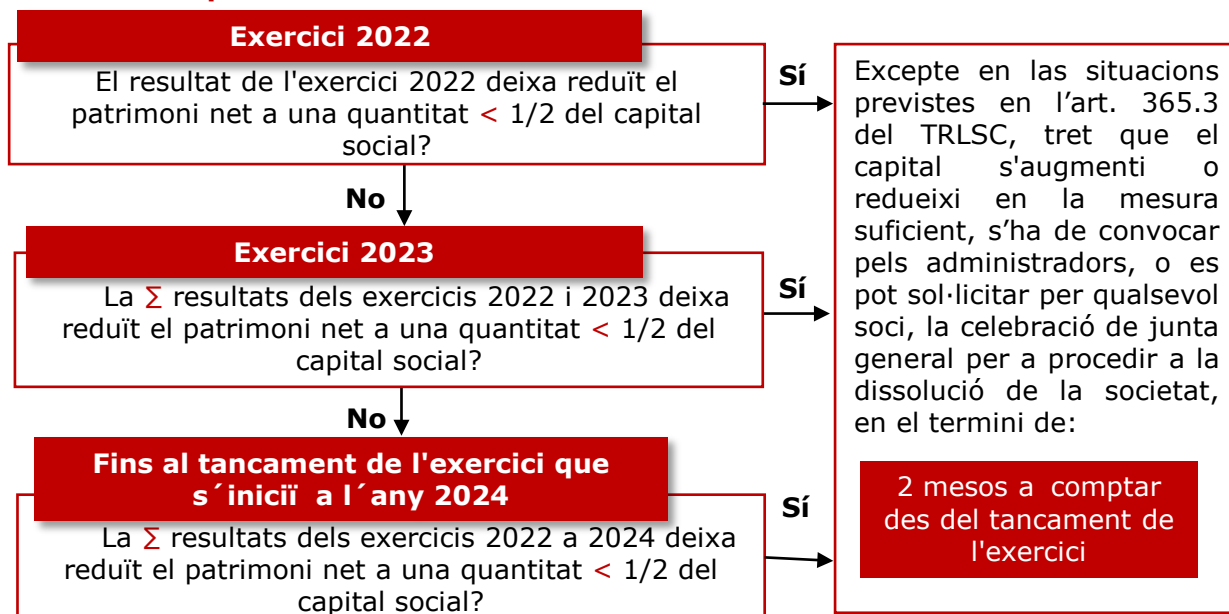 Exercici 2022
El resultat de l'exercici 2022 deixa reduït el
patrimoni net a una quantitat < 1/2 del capital
social?
Sí
No
Exercici 2023
La ∑ resultats dels exercicis 2022 i 2023 deixa
reduït el patrimoni net a una quantitat < 1/2 del
capital social?
Sí
No
Fins al tancament de l'exercici que
s´iniciï a l´any 2024
La ∑ resultats dels exercicis 2022 a 2024 deixa
reduït el patrimoni net a una quantitat < 1/2 del
capital social?
Sí
Excepte en las situacions
previstes en l’art. 365.3
del TRLSC, tret que el
capital s'augmenti o
redueixi en la mesura
suficient, s’ha de convocar
pels administradors, o es
pot sol·licitar per qualsevol
soci, la celebració de junta
general per a procedir a la
dissolució de la societat,
en el termini de:
2 mesos a comptar
des del tancament de
l'exercici